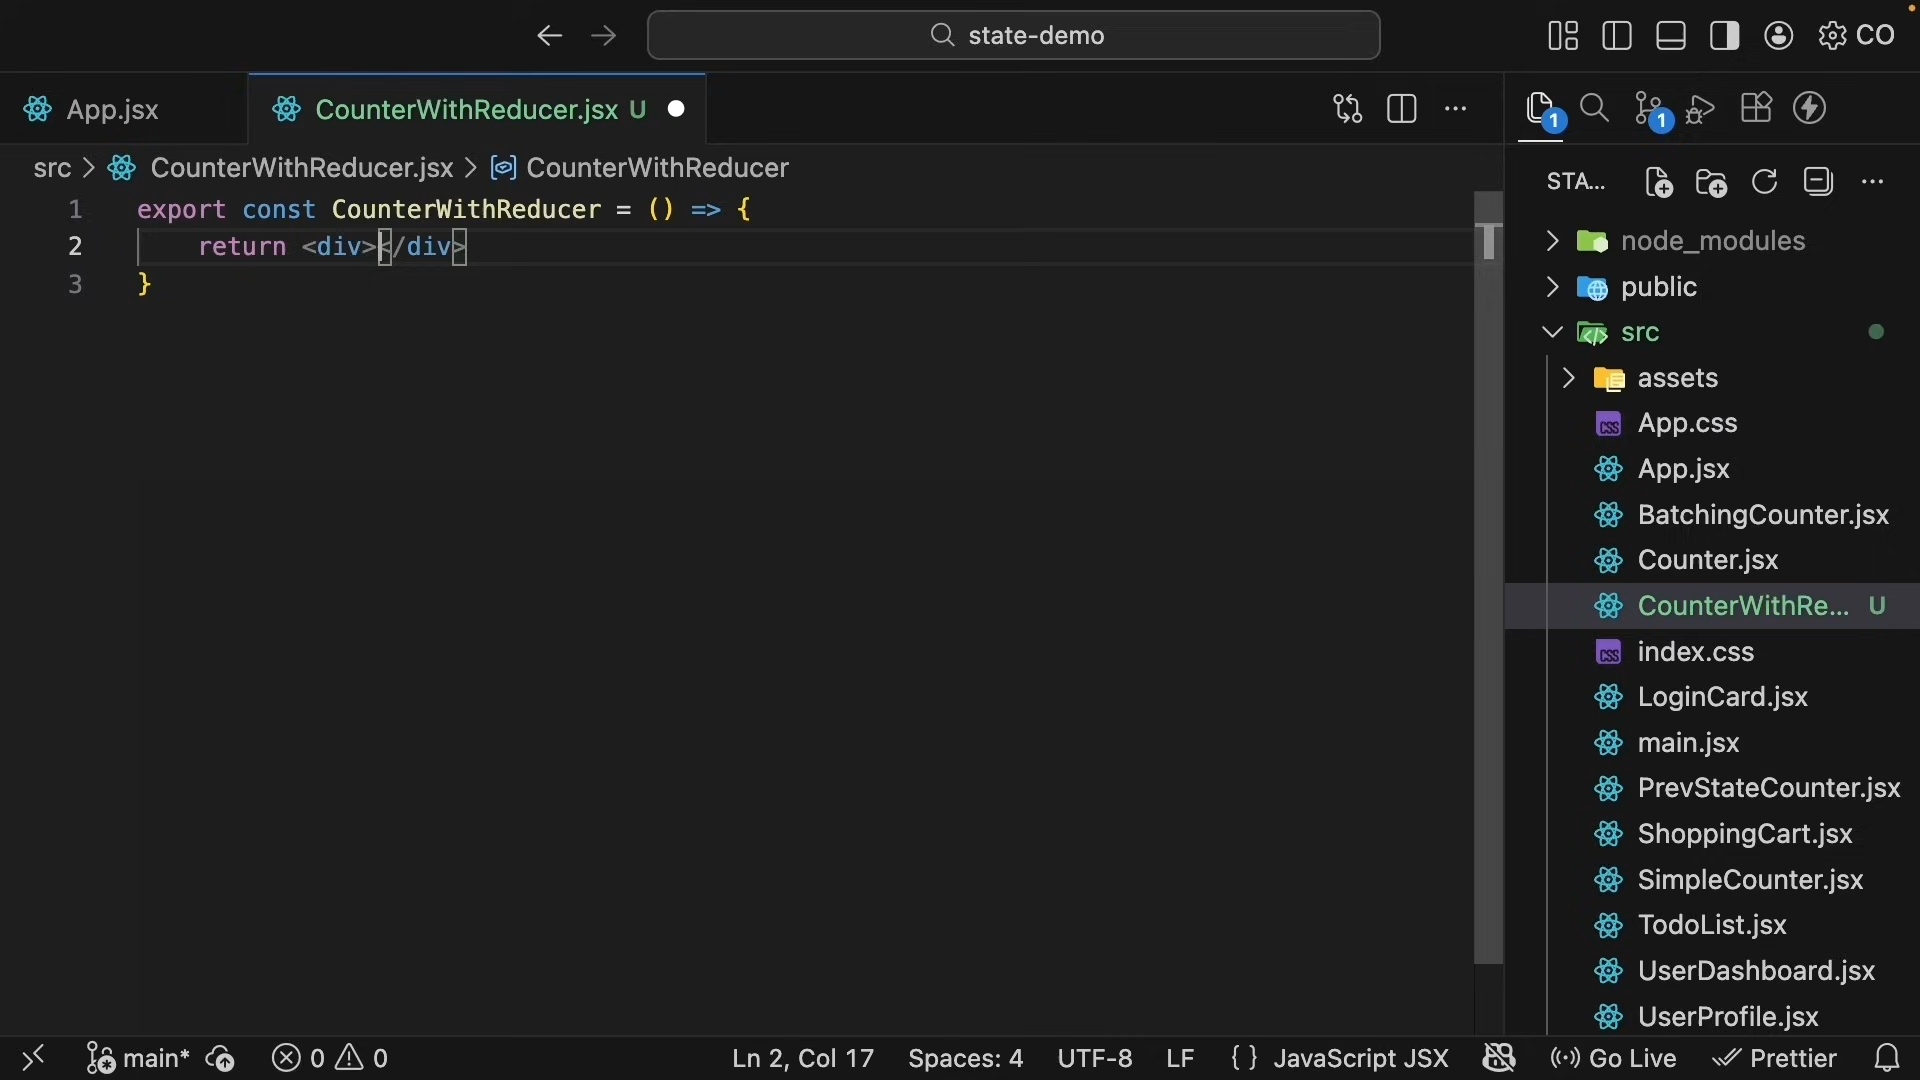 state-demo
CO
App.jsx
CounterWithReducer.jsx U
1
1
src > CounterWithReducer.jsx > CounterWithReducer
STA...
1 export const CounterWithReducer = () => {
2 return <div></div>
3 }
node_modules
public
src
assets
App.css
App.jsx
BatchingCounter.jsx
Counter.jsx
CounterWithRe... U
index.css
LoginCard.jsx
main.jsx
PrevStateCounter.jsx
ShoppingCart.jsx
SimpleCounter.jsx
TodoList.jsx
UserDashboard.jsx
UserProfile.jsx
main* 0 0 Ln 2, Col 17 Spaces: 4 UTF-8 LF {} JavaScript JSX Go Live Prettier